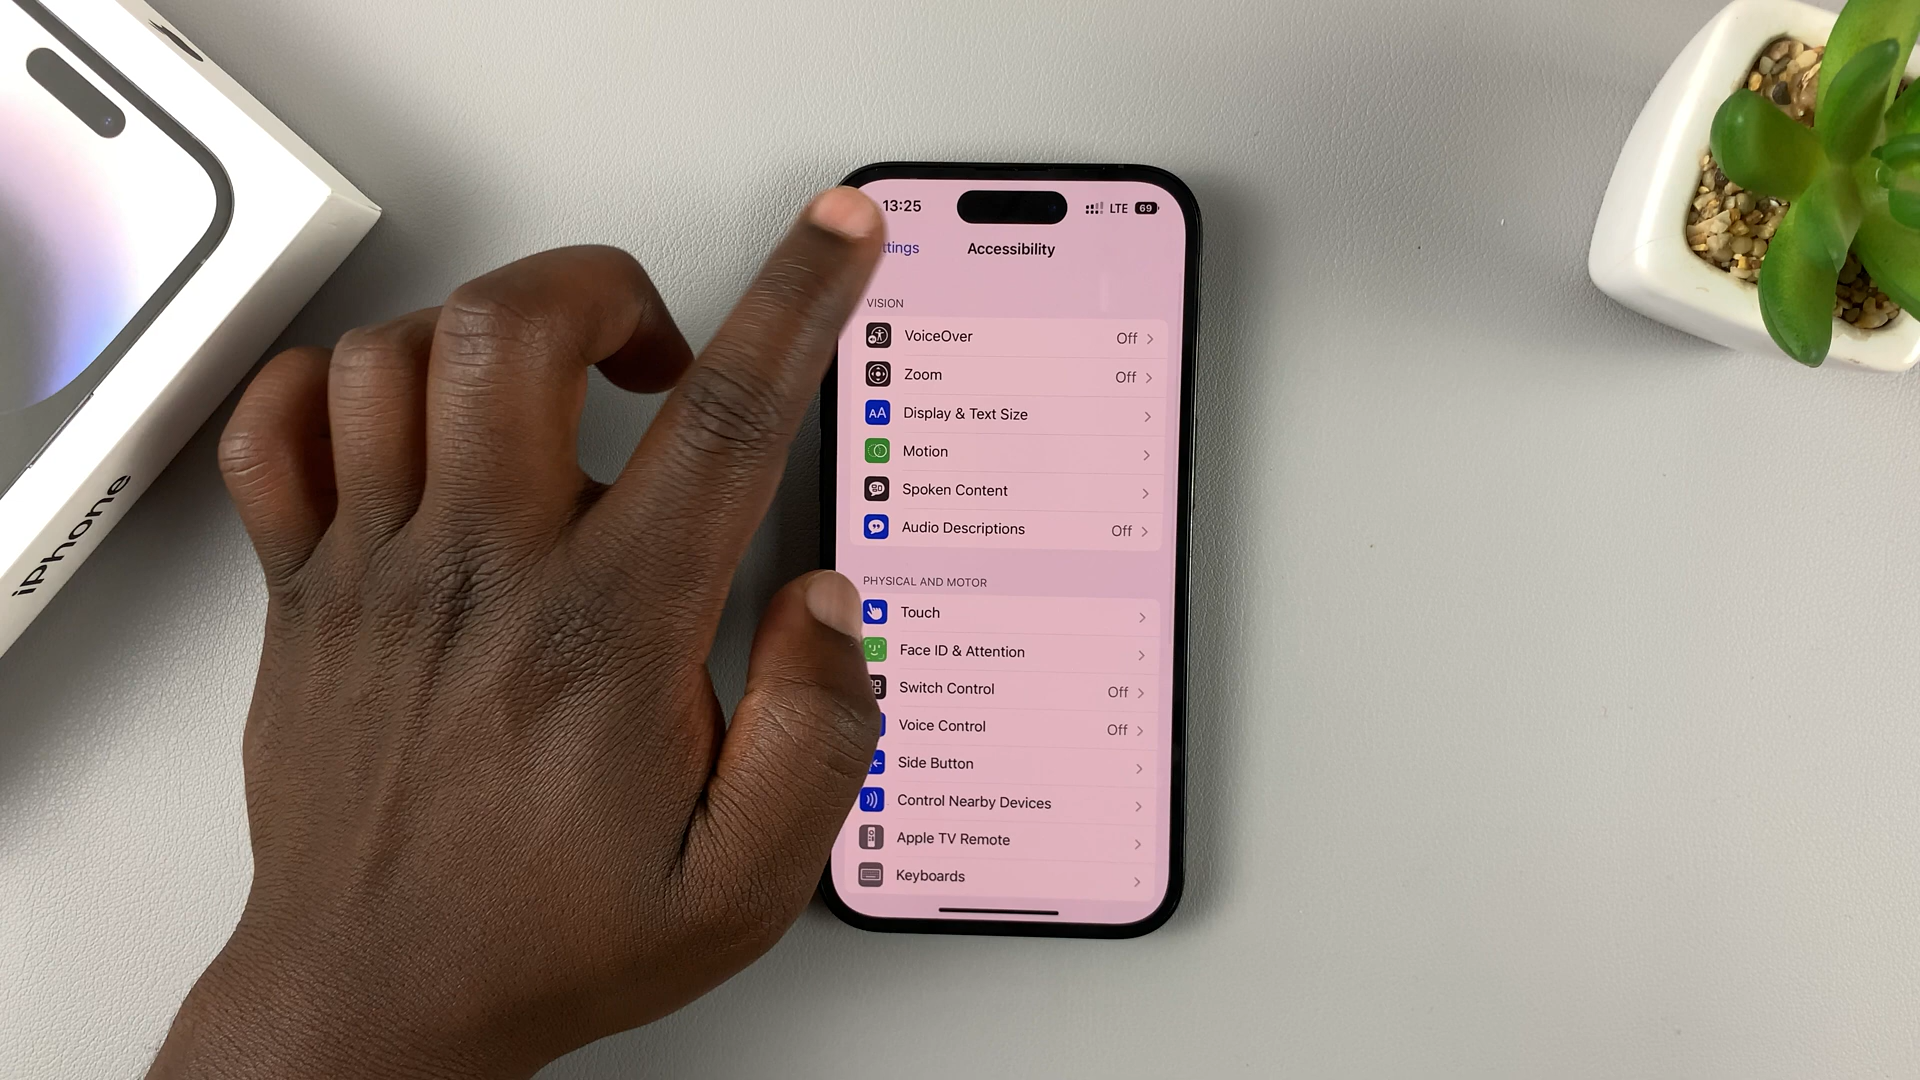 iPhone
13:25
LTE 69
ttings
Accessibility
VISION
VoiceOver Off
Zoom Off
AA Display & Text Size
Motion
Spoken Content
Audio Descriptions Off
PHYSICAL AND MOTOR
Touch
Face ID & Attention
Switch Control Off
Voice Control Off
Side Button
Control Nearby Devices
Apple TV Remote
Keyboards